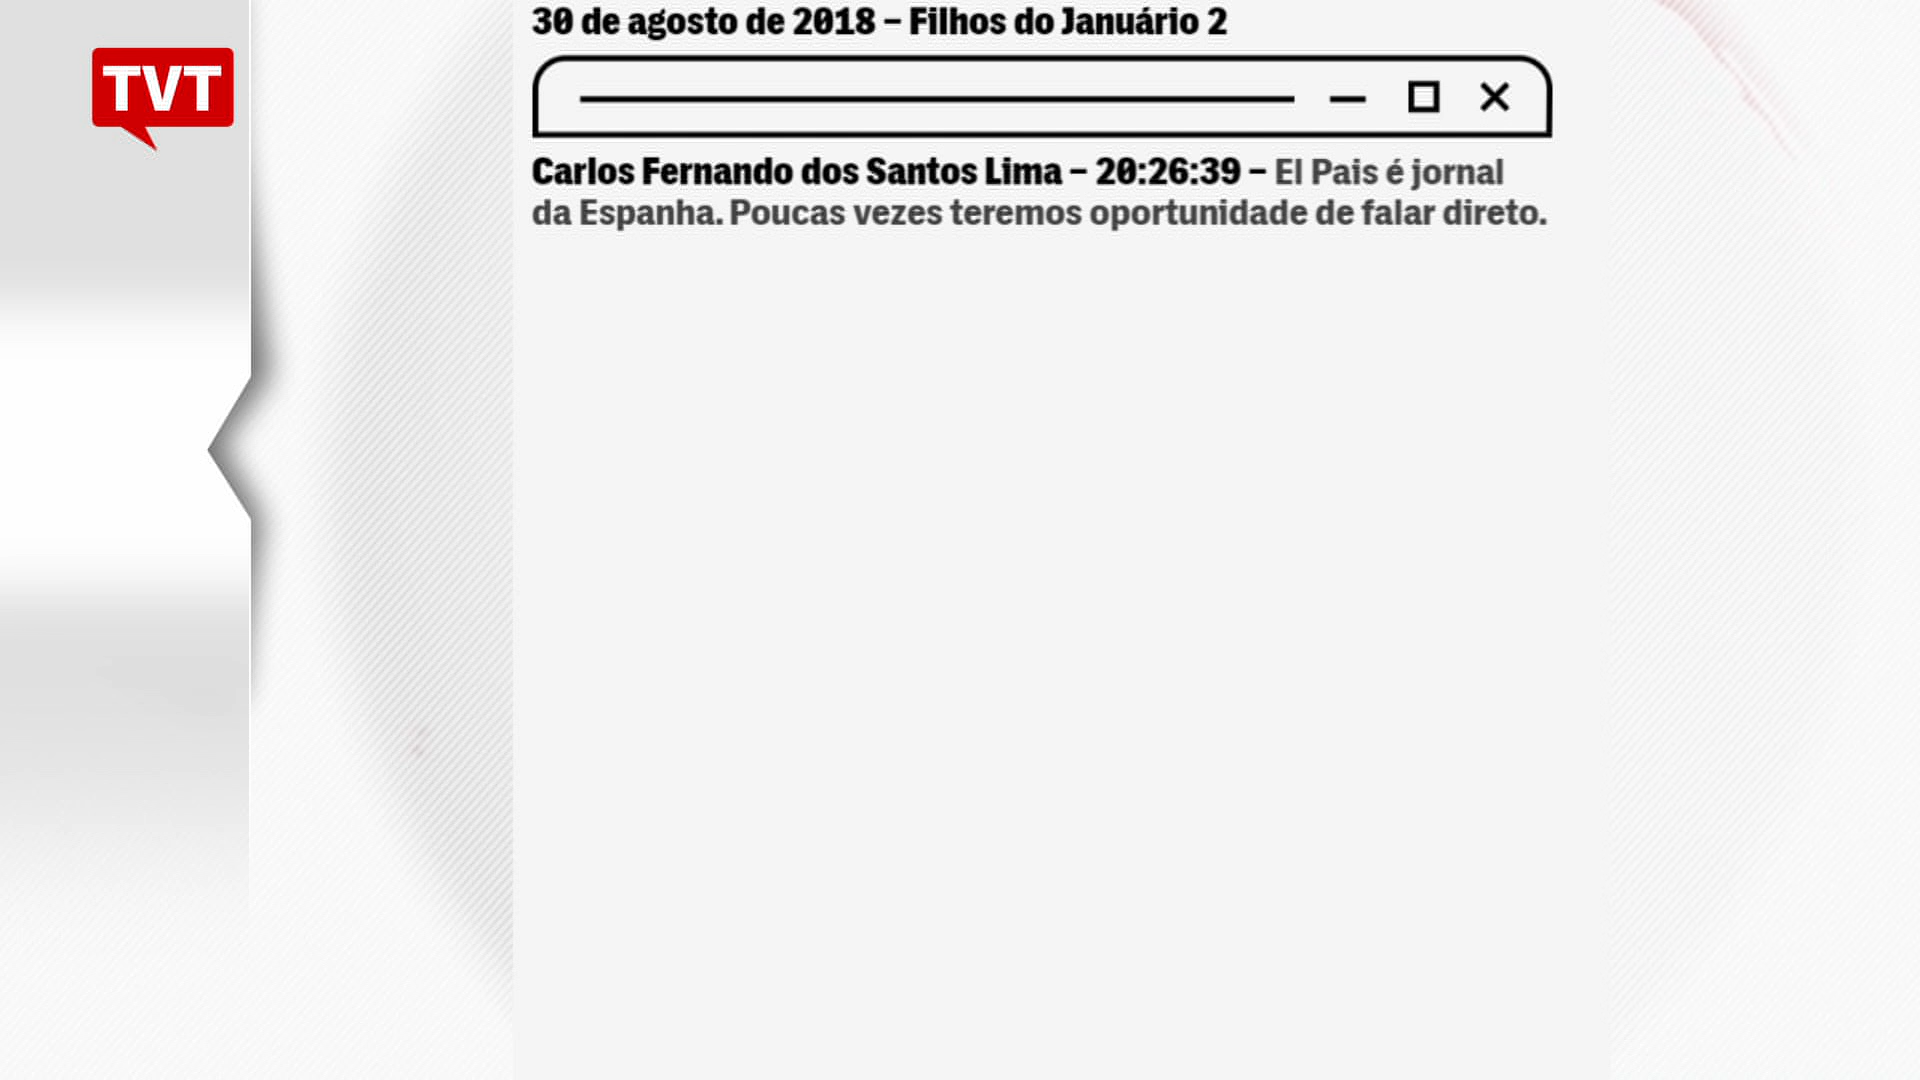 TVT
30 de agosto de 2018 – Filhos do Januário 2
Carlos Fernando dos Santos Lima – 20:26:39 – El Pais é jornal
da Espanha. Poucas vezes teremos oportunidade de falar direto.